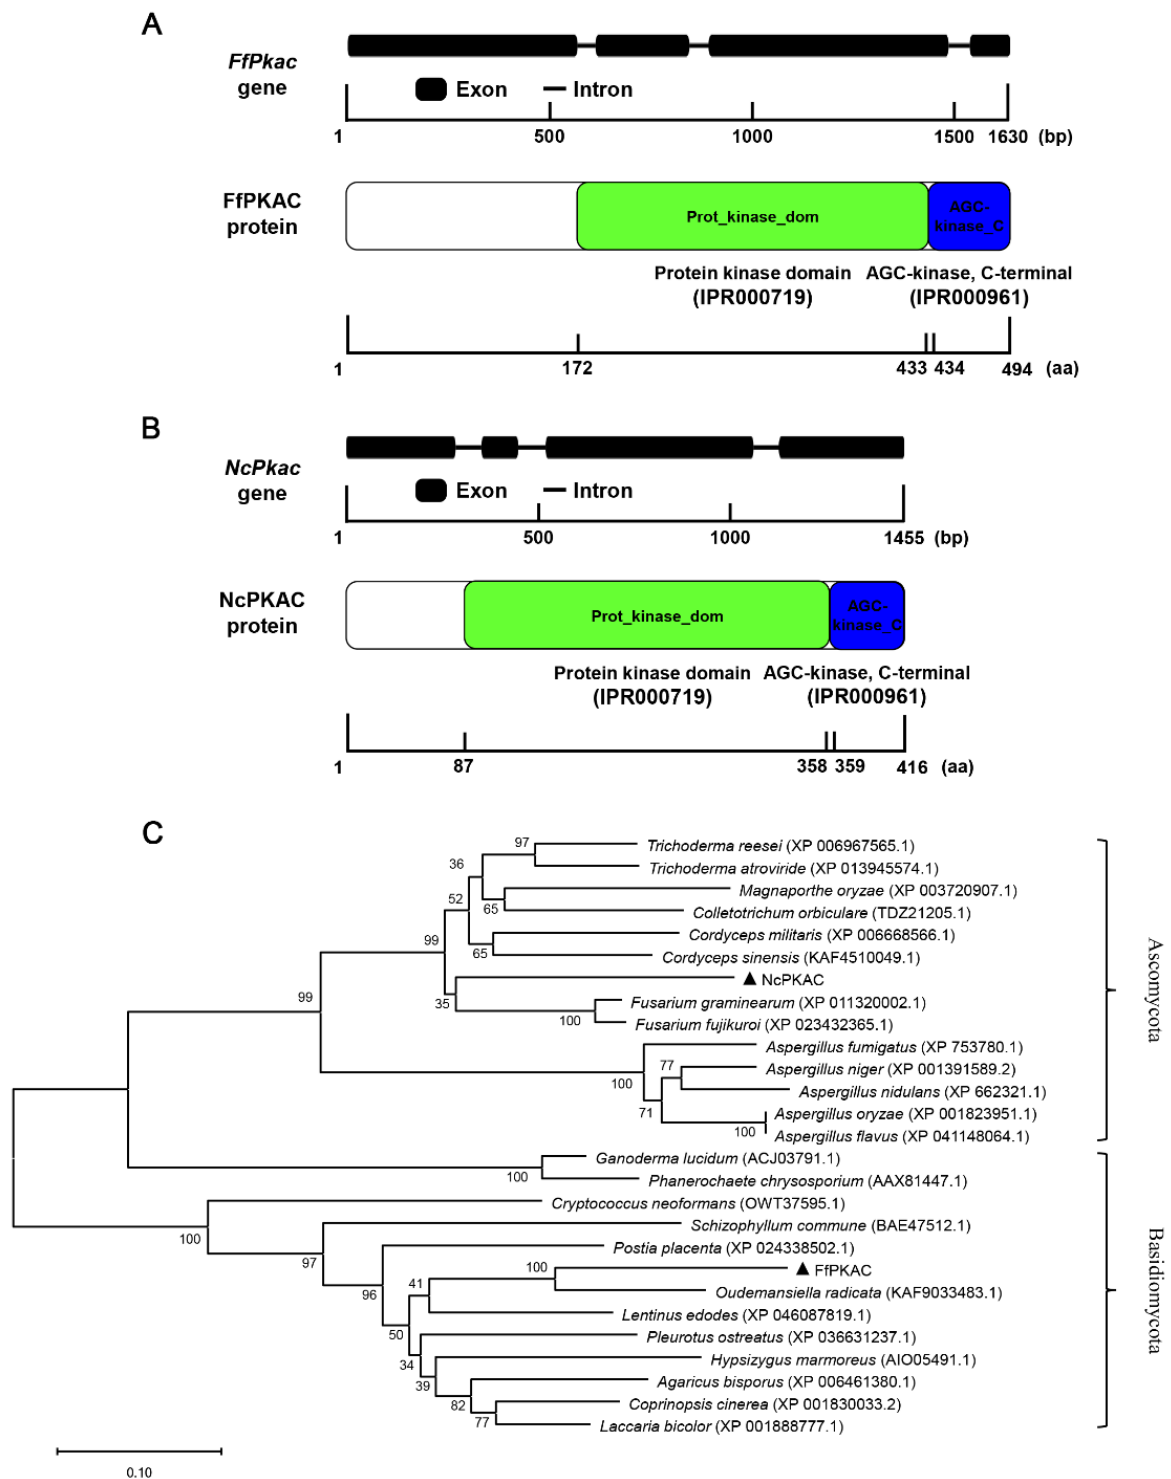 A
FfPkac
gene
Exon
Intron
1
500
1000
1500
1630
(bp)
FfPKAC
protein
Prot_kinase_dom
AGC-
kinase_C
Protein kinase domain
(IPR000719)
AGC-kinase, C-terminal
(IPR000961)
1
172
433
434
494
(aa)
B
NcPkac
gene
Exon
Intron
1
500
1000
1455
(bp)
NcPKAC
protein
Prot_kinase_dom
AGC-
kinase_C
Protein kinase domain
(IPR000719)
AGC-kinase, C-terminal
(IPR000961)
1
87
358
359
416
(aa)
C
97
Trichoderma reesei (XP 006967565.1)
36
Trichoderma atroviride (XP 013945574.1)
Magnaporthe oryzae (XP 003720907.1)
52
65
Colletotrichum orbiculare (TDZ21205.1)
Cordyceps militaris (XP 006668566.1)
99
65
Cordyceps sinensis (KAF4510049.1)
▲ NcPKAC
99
35
Fusarium graminearum (XP 011320002.1)
100
Fusarium fujikuroi (XP 023432365.1)
Aspergillus fumigatus (XP 753780.1)
77
Aspergillus niger (XP 001391589.2)
100
Aspergillus nidulans (XP 662321.1)
71
Aspergillus oryzae (XP 001823951.1)
100
Aspergillus flavus (XP 041148064.1)
Ascomycota
Ganoderma lucidum (ACJ03791.1)
100
Phanerochaete chrysosporium (AAX81447.1)
Cryptococcus neoformans (OWT37595.1)
100
Schizophyllum commune (BAE47512.1)
97
Postia placenta (XP 024338502.1)
100
▲ FfPKAC
96
41
Oudemansiella radicata (KAF9033483.1)
Lentinus edodes (XP 046087819.1)
50
Pleurotus ostreatus (XP 036631237.1)
34
Hypsizygus marmoreus (AIO05491.1)
39
Agaricus bisporus (XP 006461380.1)
82
Coprinopsis cinerea (XP 001830033.2)
77
Laccaria bicolor (XP 001888777.1)
Basidiomycota
0.10